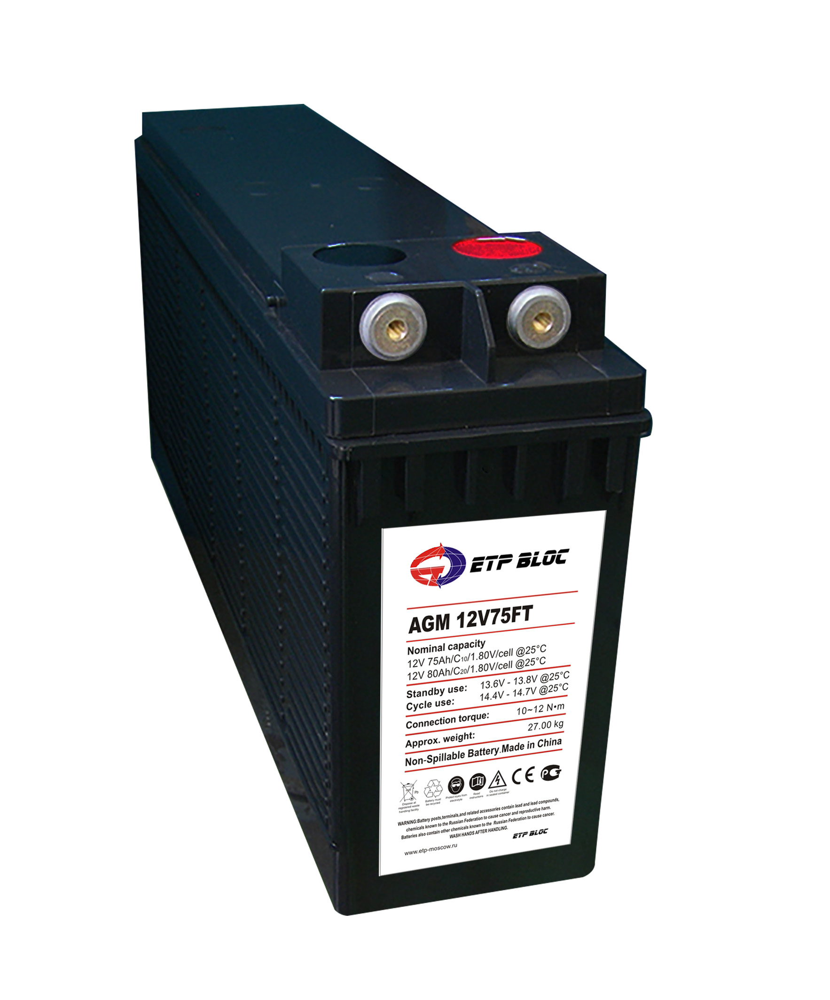 ETP BLOC
AGM 12V75FT
Nominal capacity
12V 75Ah/C10/1.80V/cell @25°C
12V 80Ah/C20/1.80V/cell @25°C
Standby use: 13.6V - 13.8V @25°C
Cycle use: 14.4V - 14.7V @25°C
Connection torque: 10~12 N•m
Approx. weight: 27.00 kg
Non-Spillable Battery.Made in China
Pb
CE
Dispose at
registered waste
handling facility
Battery must
be recycled
Protect eyes from
electrolyte
Read
instructions
Do not charge
in sealed container
WARNING:Battery posts,terminals,and related accessories contain lead and lead compounds,
chemicals known to the Russian Federation to cause cancer and reproductive harm.
Batteries also contain other chemicals known to the Russian Federation to cause cancer.
WASH HANDS AFTER HANDLING.
ETP BLOC
www.etp-moscow.ru